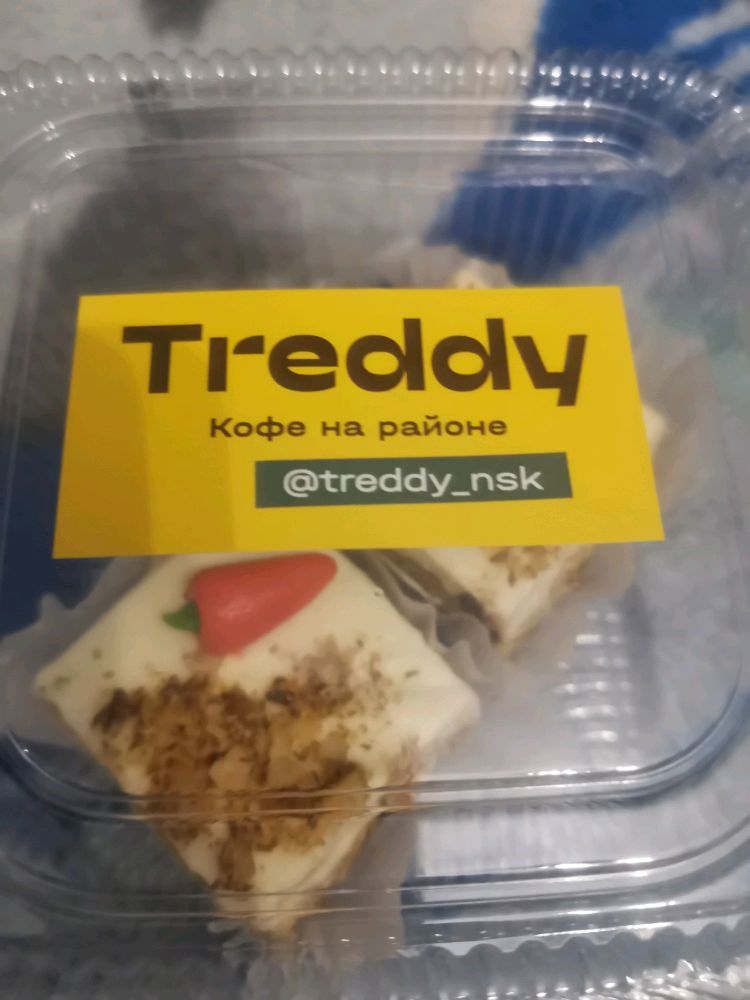 Treddy
Кофе на районе
@treddy_nsk